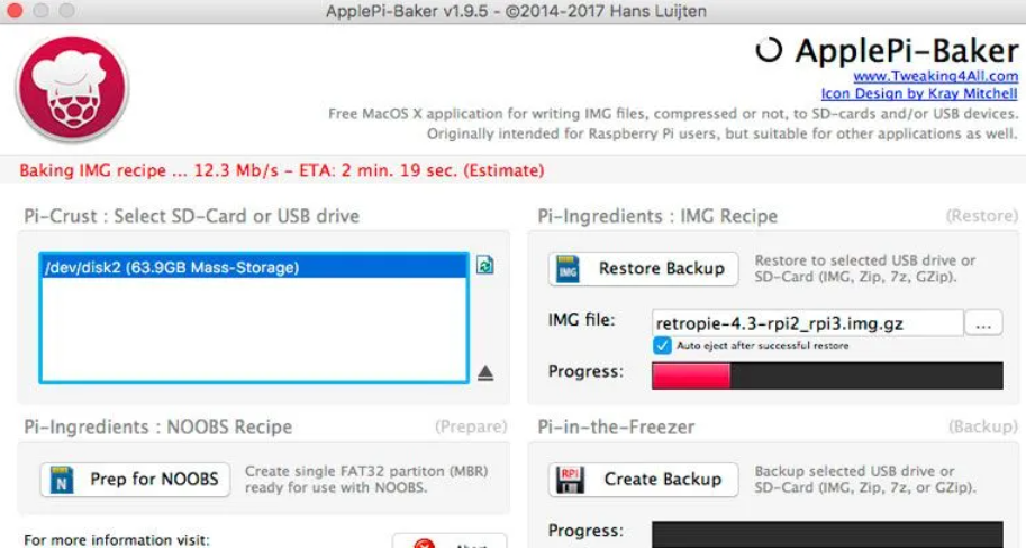 ApplePi-Baker v1.9.5 - ©2014-2017 Hans Luijten
ApplePi-Baker
www.Tweaking4All.com
Icon Design by Kray Mitchell
Free MacOS X application for writing IMG files, compressed or not, to SD-cards and/or USB devices.
Originally intended for Raspberry Pi users, but suitable for other applications as well.
Baking IMG recipe ... 12.3 Mb/s - ETA: 2 min. 19 sec. (Estimate)
Pi-Crust : Select SD-Card or USB drive
/dev/disk2 (63.9GB Mass-Storage)
Pi-Ingredients : IMG Recipe
(Restore)
IMG
Restore Backup
Restore to selected USB drive or
SD-Card (IMG, Zip, 7z, GZip).
IMG file:
retropie-4.3-rpi2_rpi3.img.gz
...
Auto eject after successful restore
Progress:
Pi-Ingredients : NOOBS Recipe
(Prepare)
N
Prep for NOOBS
Create single FAT32 partiton (MBR)
ready for use with NOOBS.
Pi-in-the-Freezer
(Backup)
RPI
Create Backup
Backup selected USB drive or
SD-Card (IMG, Zip, 7z, or GZip).
Progress:
For more information visit: